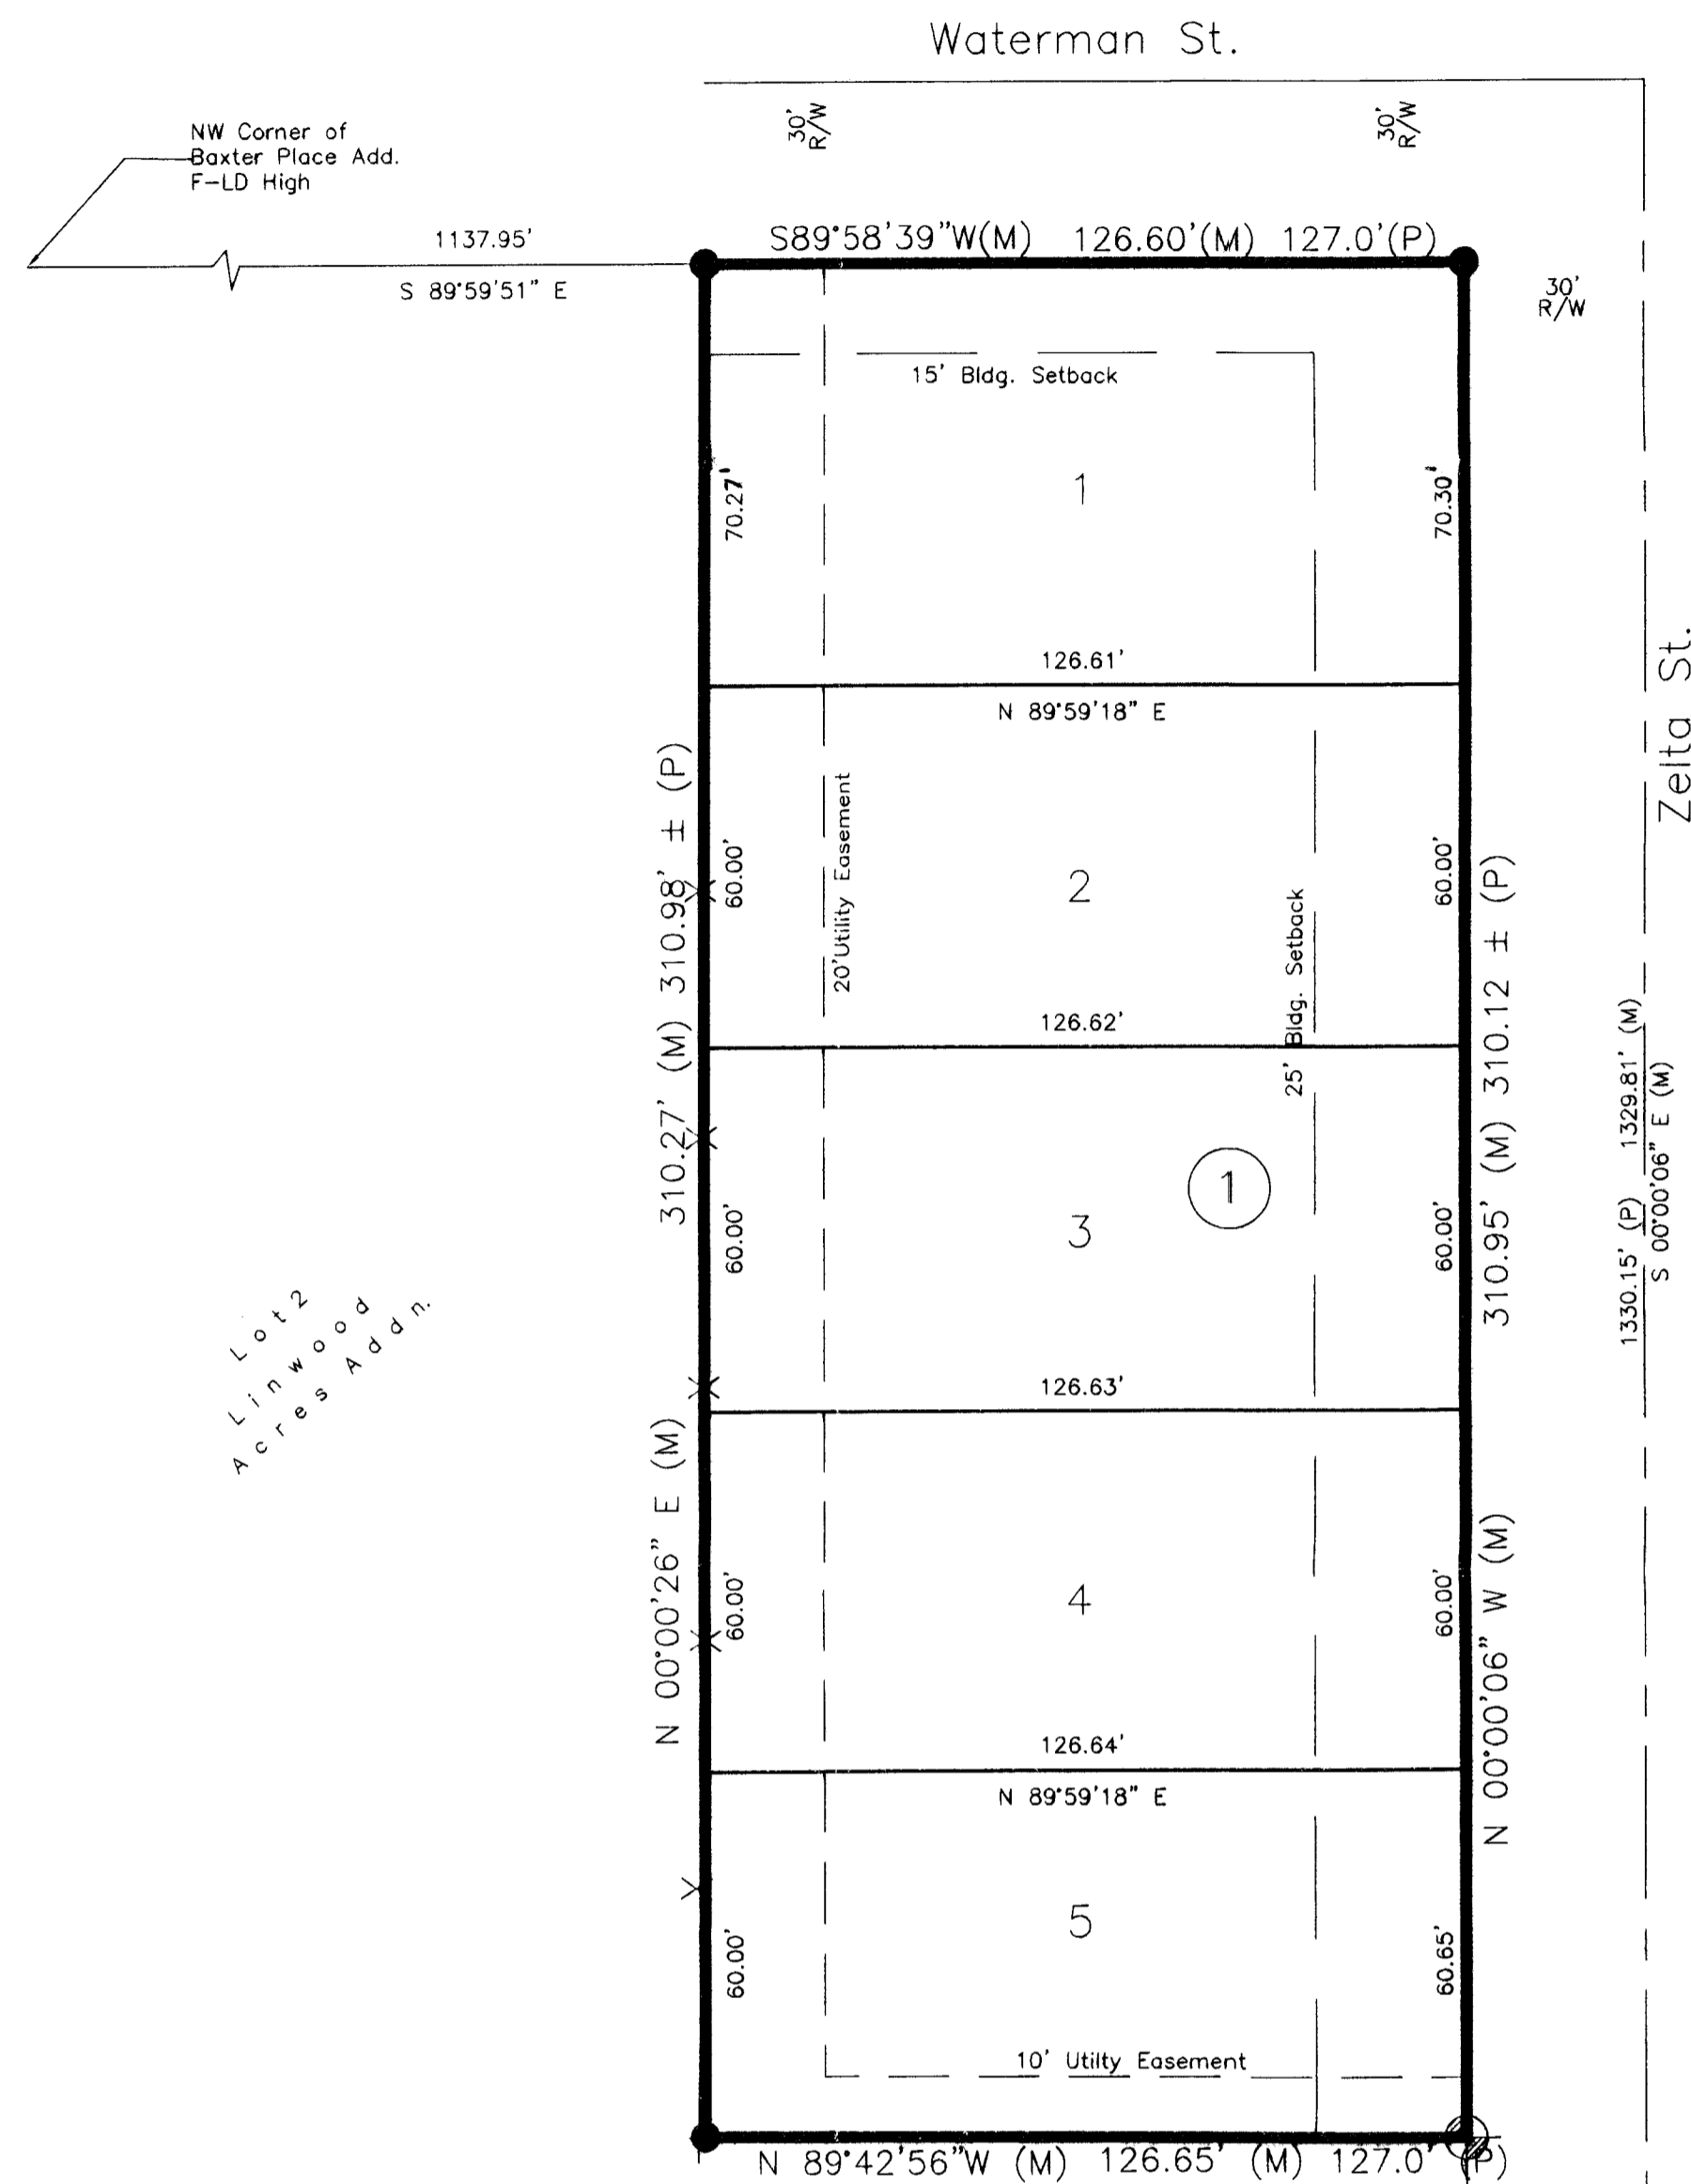 Waterman St.
30'
R/W
30'
R/W
NW Corner of
Baxter Place Add.
F-LD High
1137.95'
S 89°59'51" E
S89°58'39"W(M) 126.60'(M) 127.0'(P)
30'
R/W
15' Bldg. Setback
1
70.27'
70.30'
126.61'
N 89°59'18" E
Zelta St.
310.27' (M) 310.98' ± (P)
60.00'
20'Utility Easement
2
25' Bldg. Setback
60.00'
310.95' (M) 310.12 ± (P)
126.62'
1330.15' (P) 1329.81' (M)
S 00°00'06" E (M)
60.00'
3
1
60.00'
Lot 2
Linwood
Acres Addn.
126.63'
N 00°00'26" E (M)
60.00'
4
60.00'
N 00°00'06" W (M)
126.64'
N 89°59'18" E
60.00'
5
60.65'
10' Utilty Easement
N 89°42'56"W (M) 126.65' (M) 127.0' (P)